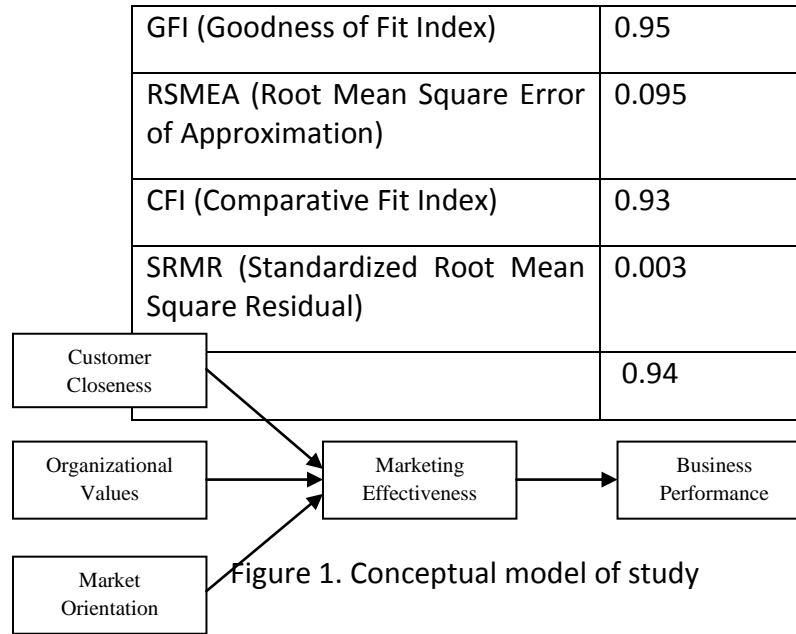 GFI (Goodness of Fit Index) 0.95
RSMEA (Root Mean Square Error
of Approximation) 0.095
CFI (Comparative Fit Index) 0.93
SRMR (Standardized Root Mean
Square Residual) 0.003
0.94
Customer
Closeness
Organizational
Values
Marketing
Effectiveness
Business
Performance
Market
Orientation
Figure 1. Conceptual model of study